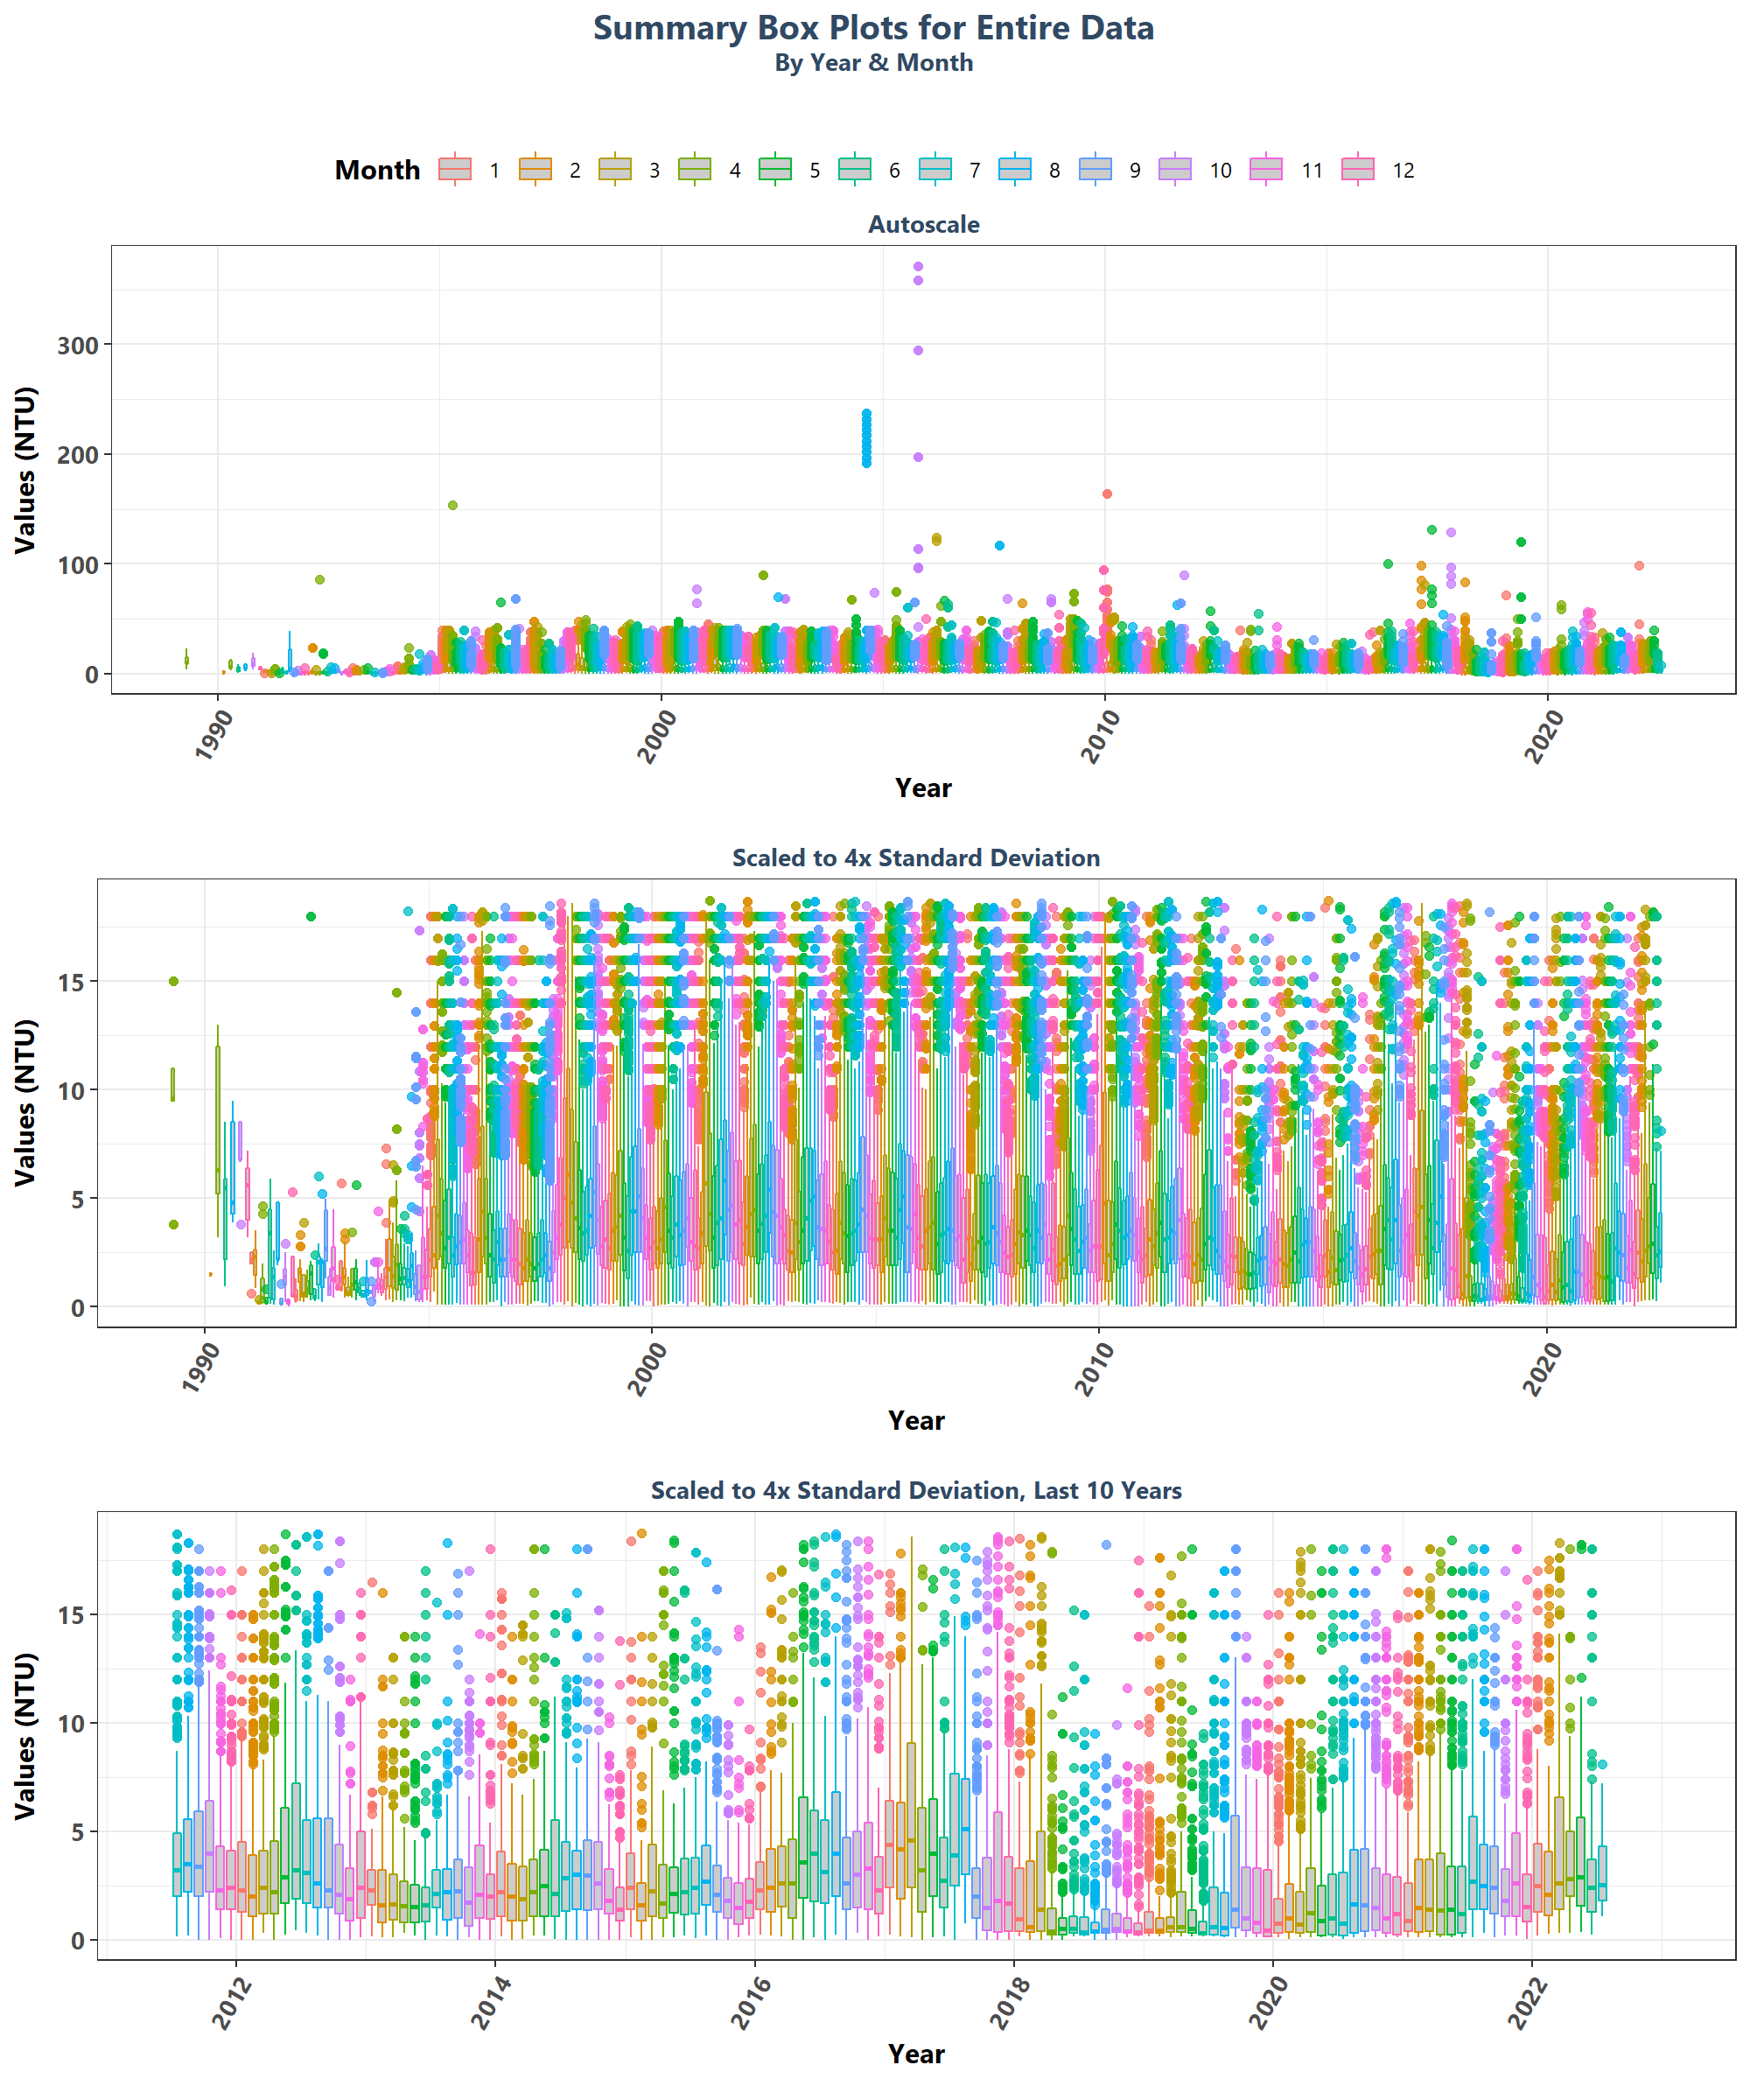 Summary Box Plots for Entire Data
By Year & Month
Month 1 2 3 4 5 6 7 8 9 10 11 12
Autoscale
Values (NTU)
300
200
100
0
1990 2000 2010 2020
Year
Scaled to 4x Standard Deviation
Values (NTU)
15
10
5
0
1990 2000 2010 2020
Year
Scaled to 4x Standard Deviation, Last 10 Years
Values (NTU)
15
10
5
0
2012 2014 2016 2018 2020 2022
Year